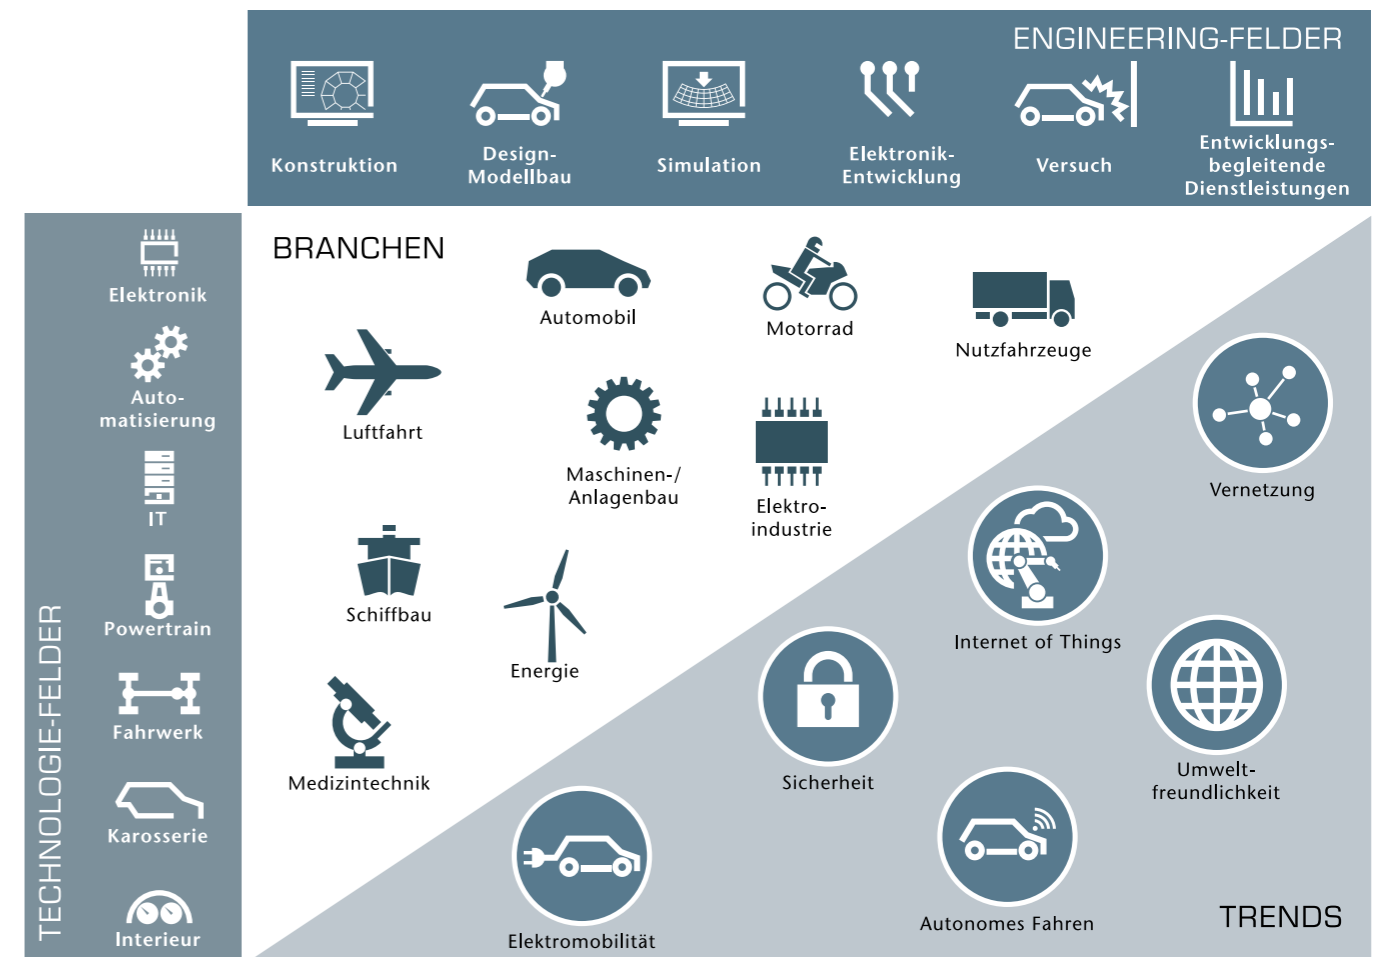 ENGINEERING-FELDER
Konstruktion
Design-
Modellbau
Simulation
Elektronik-
Entwicklung
Versuch
Entwicklungs-
begleitende
Dienstleistungen
TECHNOLOGIE-FELDER
Elektronik
Auto-
matisierung
IT
Powertrain
Fahrwerk
Karosserie
Interieur
BRANCHEN
Automobil
Motorrad
Nutzfahrzeuge
Luftfahrt
Maschinen-/
Anlagenbau
Elektro-
industrie
Schiffbau
Energie
Medizintechnik
Vernetzung
Internet of Things
Sicherheit
Umwelt-
freundlichkeit
Elektromobilität
Autonomes Fahren
TRENDS